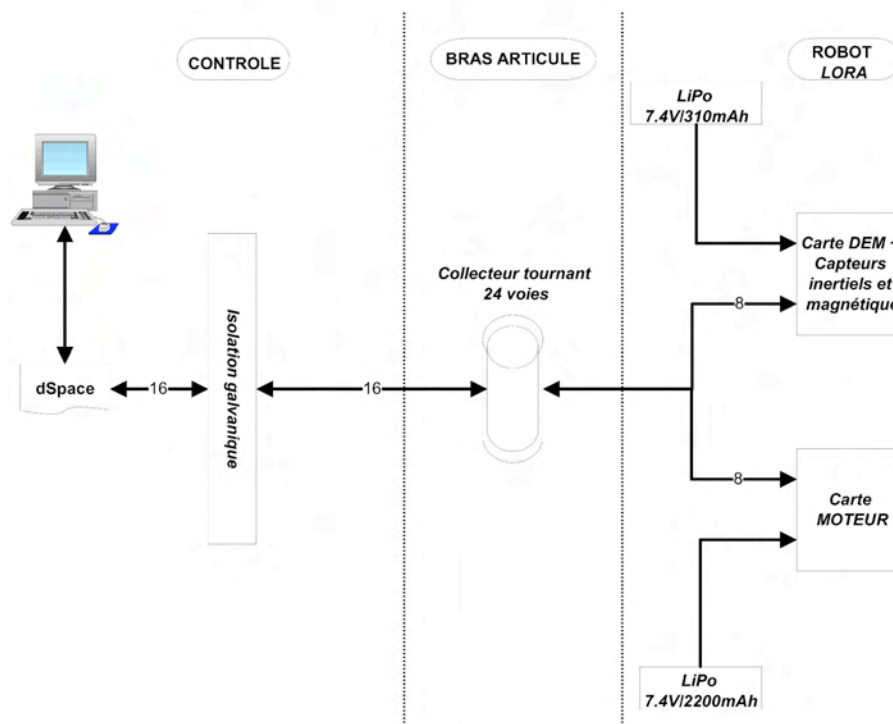 CONTROLE
BRAS ARTICULE
ROBOT
LORA
LiPo
7.4V/310mAh
Carte DEM +
Capteurs
inertiels et
magnétique
Collecteur tournant
24 voies
Isolation galvanique
8
dSpace
16
16
8
Carte
MOTEUR
LiPo
7.4V/2200mAh